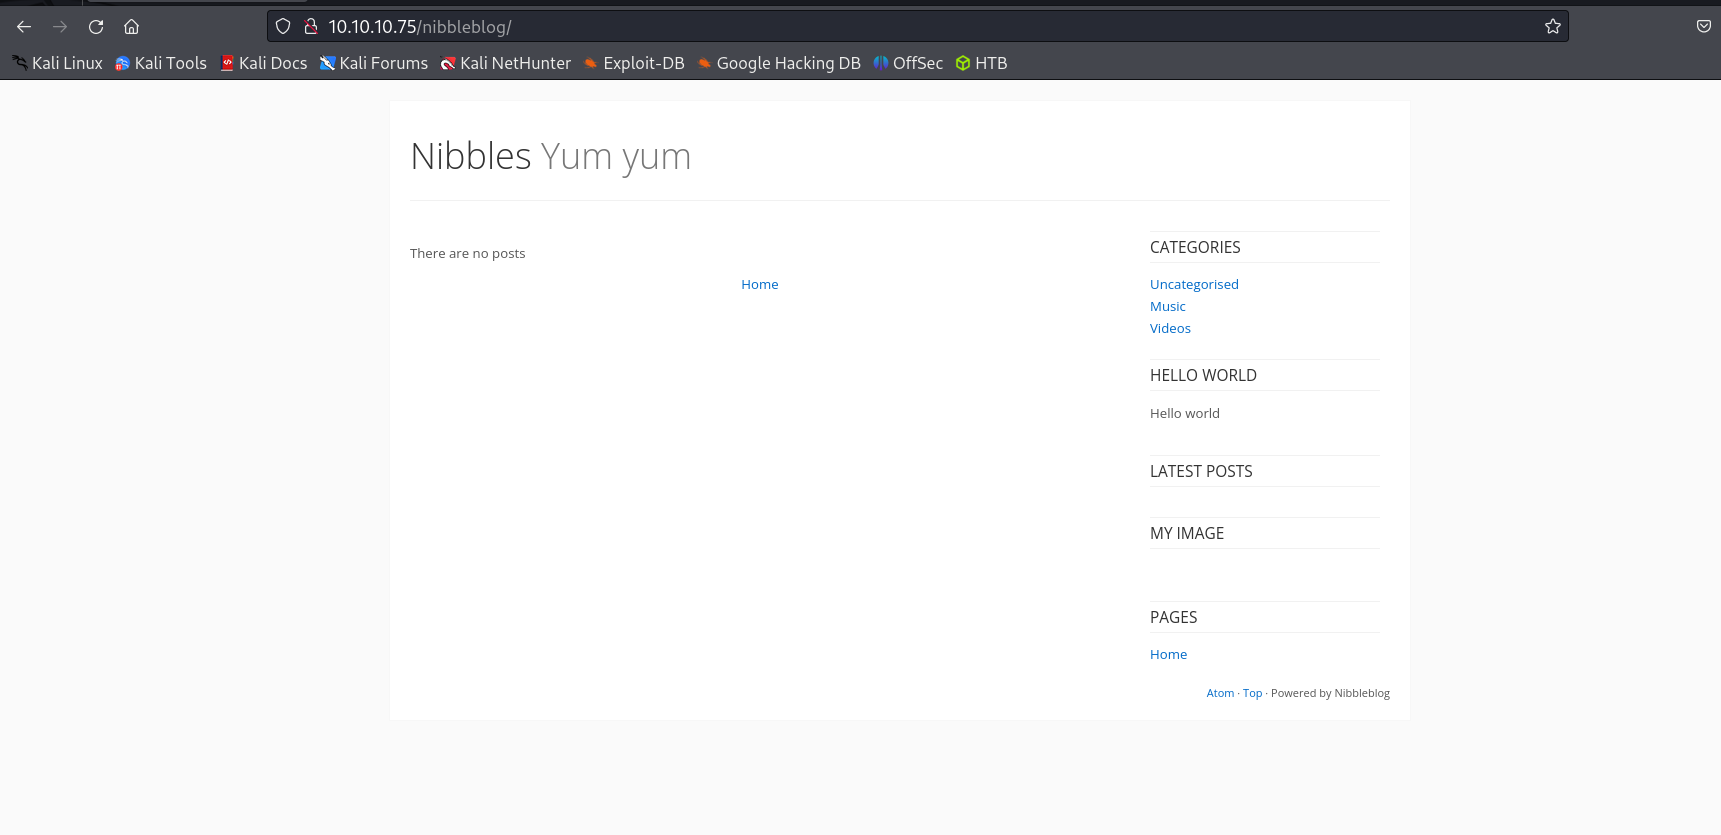 10.10.10.75/nibbleblog/
Kali Linux Kali Tools Kali Docs Kali Forums Kali NetHunter Exploit-DB Google Hacking DB OffSec HTB
Nibbles Yum yum
There are no posts
Home
CATEGORIES
Uncategorised
Music
Videos
HELLO WORLD
Hello world
LATEST POSTS
MY IMAGE
PAGES
Home
Atom · Top · Powered by Nibbleblog